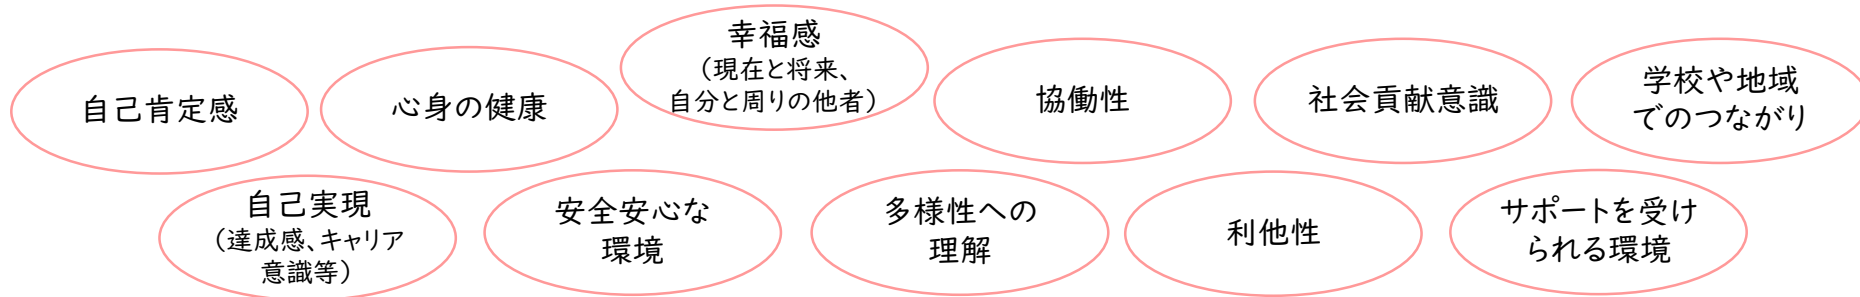 自己肯定感
心身の健康
幸福感
（現在と将来、
自分と周りの他者）
協働性
社会貢献意識
学校や地域
でのつながり
自己実現
（達成感、キャリア
意識等）
安全安心な
環境
多様性への
理解
利他性
サポートを受け
られる環境